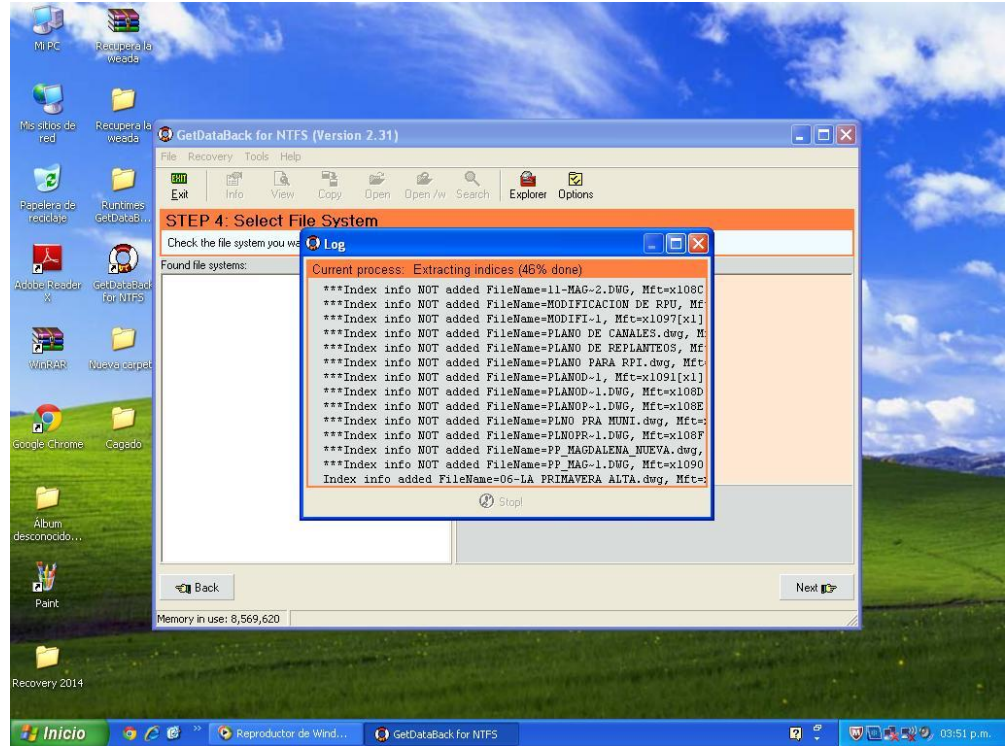 Mi PC
Recupera la
weada
Mis sitios de
red
Recupera la
weada
Papelera de
reciclaje
Runtimes
GetDataB...
Adobe Reader
X
GetDataBack
for NTFS
WinRAR
Nueva carpet
Google Chrome
Cagado
Álbum
desconocido...
Paint
Recovery 2014
GetDataBack for NTFS (Version 2.31)
File Recovery Tools Help
EXIT
Exit Info View Copy Open Open /w Search Explorer Options
STEP 4: Select File System
Check the file system you wa
Found file systems:
Log
Current process: Extracting indices (46% done)
***Index info NOT added FileName=11-MAG~2.DWG, Mft=x108C
***Index info NOT added FileName=MODIFICACION DE RPU, Mf
***Index info NOT added FileName=MODIFI~1, Mft=x1097[x1]
***Index info NOT added FileName=PLANO DE CANALES.dwg, M
***Index info NOT added FileName=PLANO DE REPLANTEOS, Mf
***Index info NOT added FileName=PLANO PARA RPI.dwg, Mft
***Index info NOT added FileName=PLANOD~1, Mft=x1091[x1]
***Index info NOT added FileName=PLANOD~1.DWG, Mft=x108D
***Index info NOT added FileName=PLANOP~1.DWG, Mft=x108E
***Index info NOT added FileName=PLNO PRA MUNI.dwg, Mft=
***Index info NOT added FileName=PLNOPR~1.DWG, Mft=x108F
***Index info NOT added FileName=PP_MAGDALENA_NUEVA.dwg,
***Index info NOT added FileName=PP_MAG~1.DWG, Mft=x1090
Index info added FileName=06-LA PRIMAVERA ALTA.dwg, Mft=
Stop!
Back
Next
Memory in use: 8,569,620
Inicio
Reproductor de Wind...
GetDataBack for NTFS
03:51 p.m.